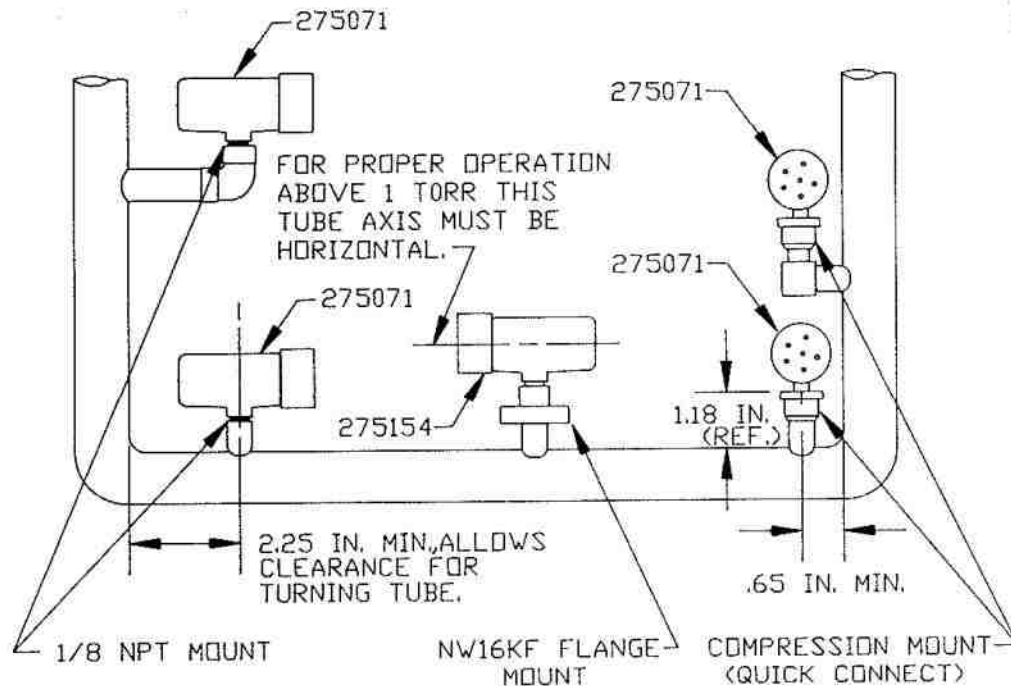 275071
275071
FOR PROPER OPERATION
ABOVE 1 TORR THIS
TUBE AXIS MUST BE
HORIZONTAL.
275071
275071
275154
1.18 IN.
(REF.)
2.25 IN. MIN.,ALLOWS
CLEARANCE FOR
TURNING TUBE.
.65 IN. MIN.
1/8 NPT MOUNT
NW16KF FLANGE
MOUNT
COMPRESSION MOUNT
(QUICK CONNECT)